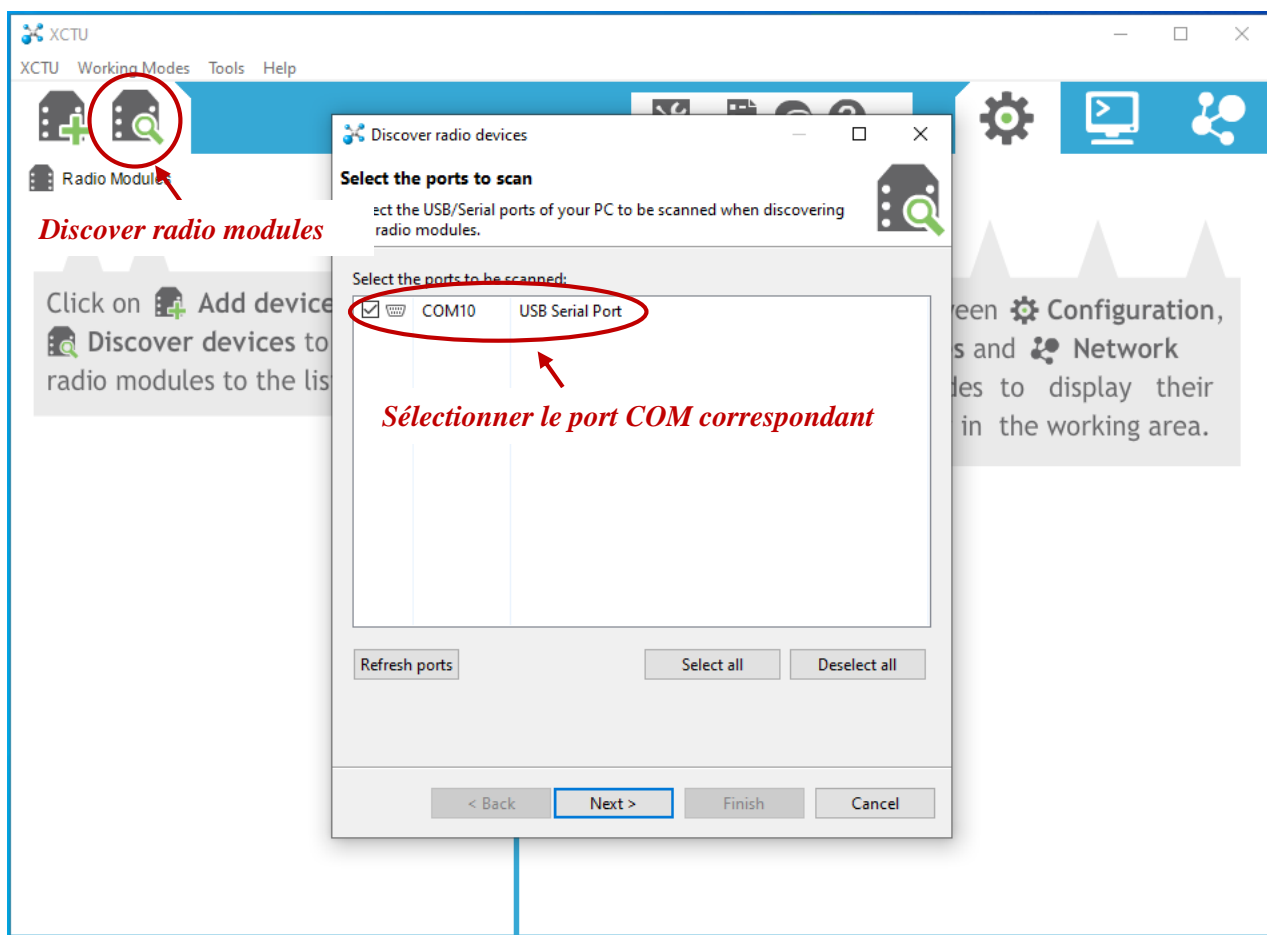 XCTU
XCTU Working Modes Tools Help
Radio Modules
Discover radio modules
Click on Add device
Discover devices to
radio modules to the lis
Discover radio devices
Select the ports to scan
ect the USB/Serial ports of your PC to be scanned when discovering
radio modules.
Select the ports to be scanned:
COM10 USB Serial Port
Sélectionner le port COM correspondant
Refresh ports Select all Deselect all
< Back Next > Finish Cancel
een Configuration,
s and Network
des to display their
in the working area.